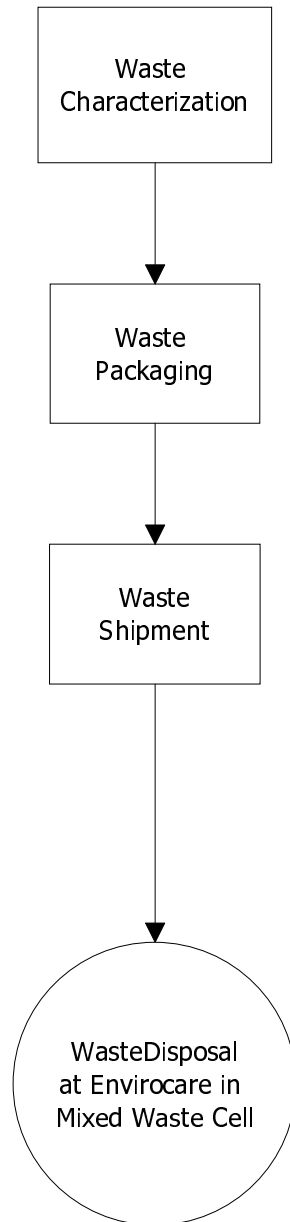 Waste
Characterization
Waste
Packaging
Waste
Shipment
WasteDisposal
at Envirocare in
Mixed Waste Cell